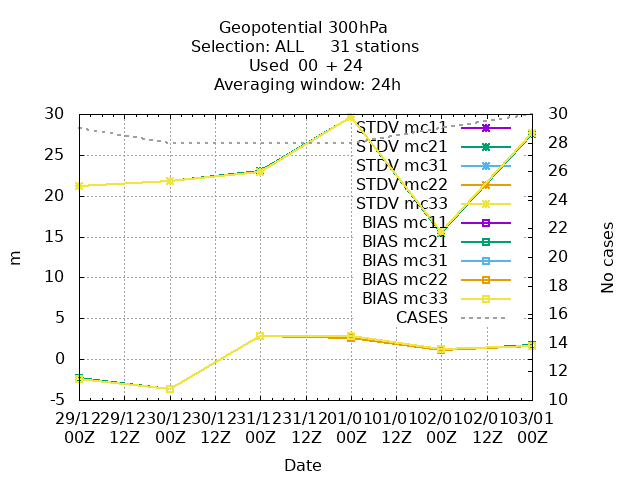 Geopotential 300hPa
Selection: ALL 31 stations
Used 00 + 24
Averaging window: 24h
30 30
STDV mc11
STDV mc21 28
25
STDV mc31 26
STDV mc22
20 24
STDV mc33
BIAS mc11 22
15
BIAS mc21
m No cases
20
BIAS mc31
10
BIAS mc22 18
BIAS mc33
5 16
CASES
14
0
12
-5 10
29/12 29/12 30/12 30/12 31/12 31/12 01/01 01/01 02/01 02/01 03/01
00Z 12Z 00Z 12Z 00Z 12Z 00Z 12Z 00Z 12Z 00Z
Date